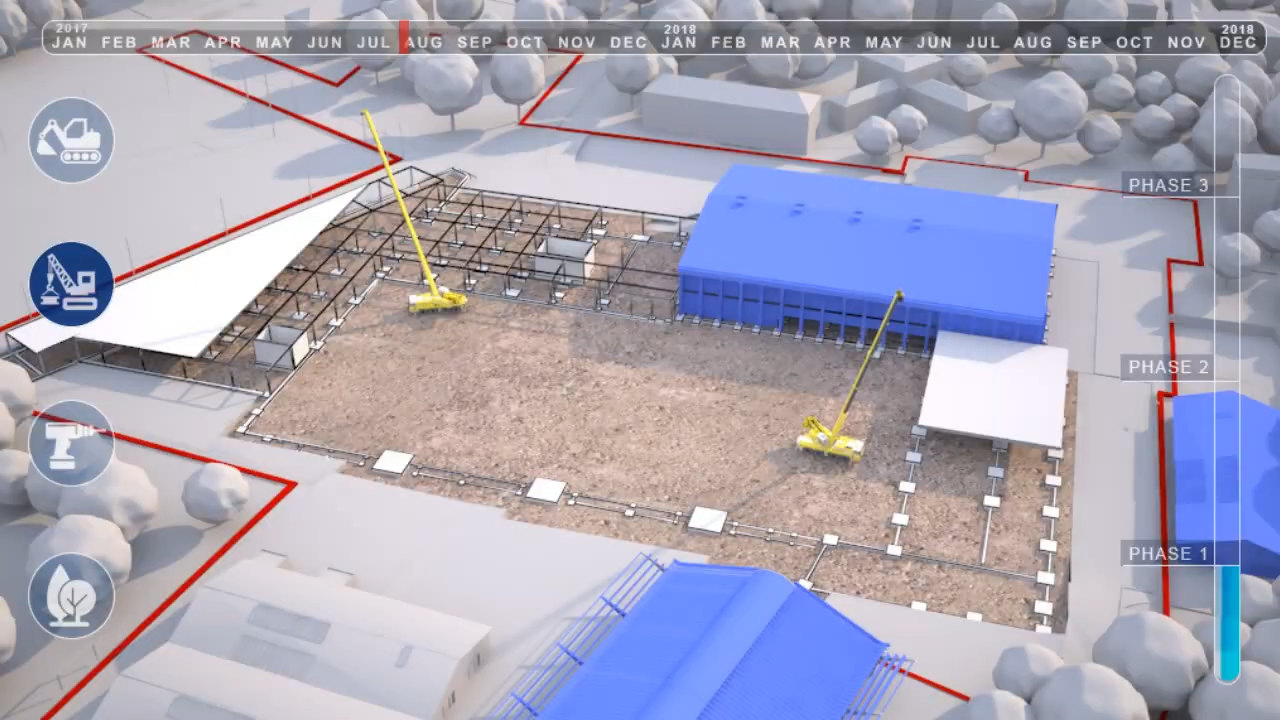 2017 2018 2018
JAN FEB MAR APR MAY JUN JUL AUG SEP OCT NOV DEC JAN FEB MAR APR MAY JUN JUL AUG SEP OCT NOV DEC
PHASE 3
PHASE 2
PHASE 1